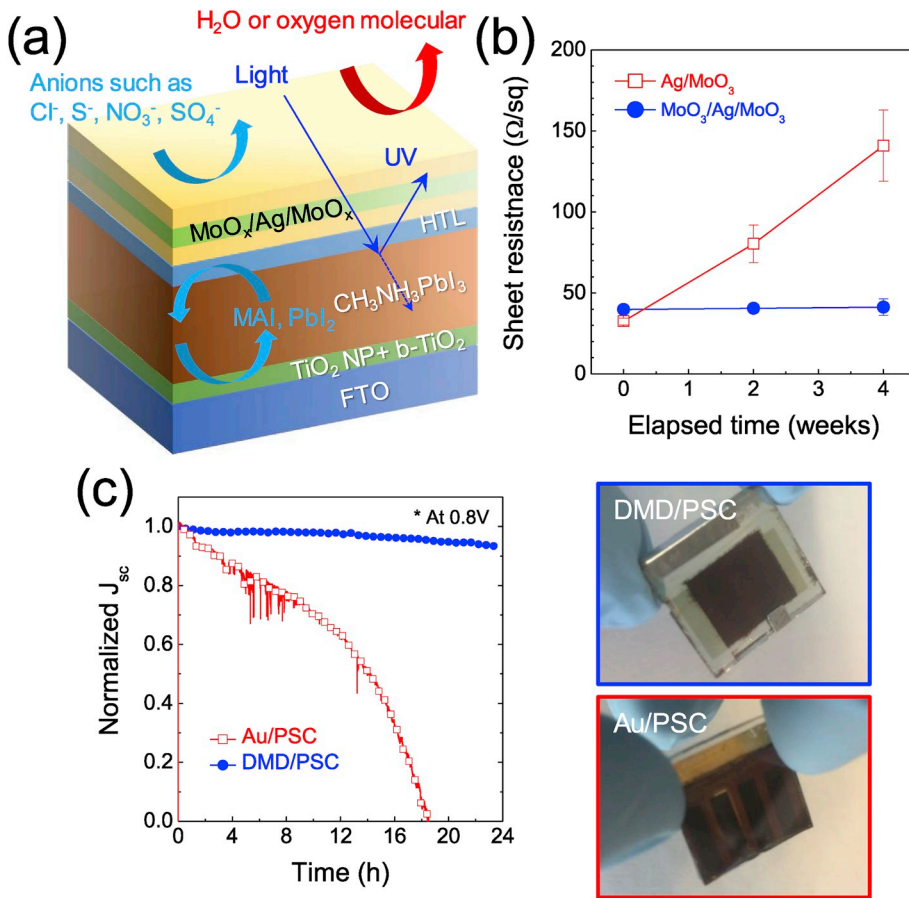 (a)
H₂O or oxygen molecular
Anions such as
Cl⁻, S⁻, NO₃⁻, SO₄⁻
Light
UV
MoOₓ/Ag/MoOₓ
HTL
CH₃NH₃PbI₃
MAI, PbI₂
TiO₂ NP+ b-TiO₂
FTO
(b)
Sheet resistnace (Ω/sq)
200
150
100
50
0
Ag/MoO₃
MoO₃/Ag/MoO₃
0 1 2 3 4
Elapsed time (weeks)
(c)
Normalized Jsc
1.0
0.8
0.6
0.4
0.2
0.0
* At 0.8V
Au/PSC
DMD/PSC
0 4 8 12 16 20 24
Time (h)
DMD/PSC
Au/PSC